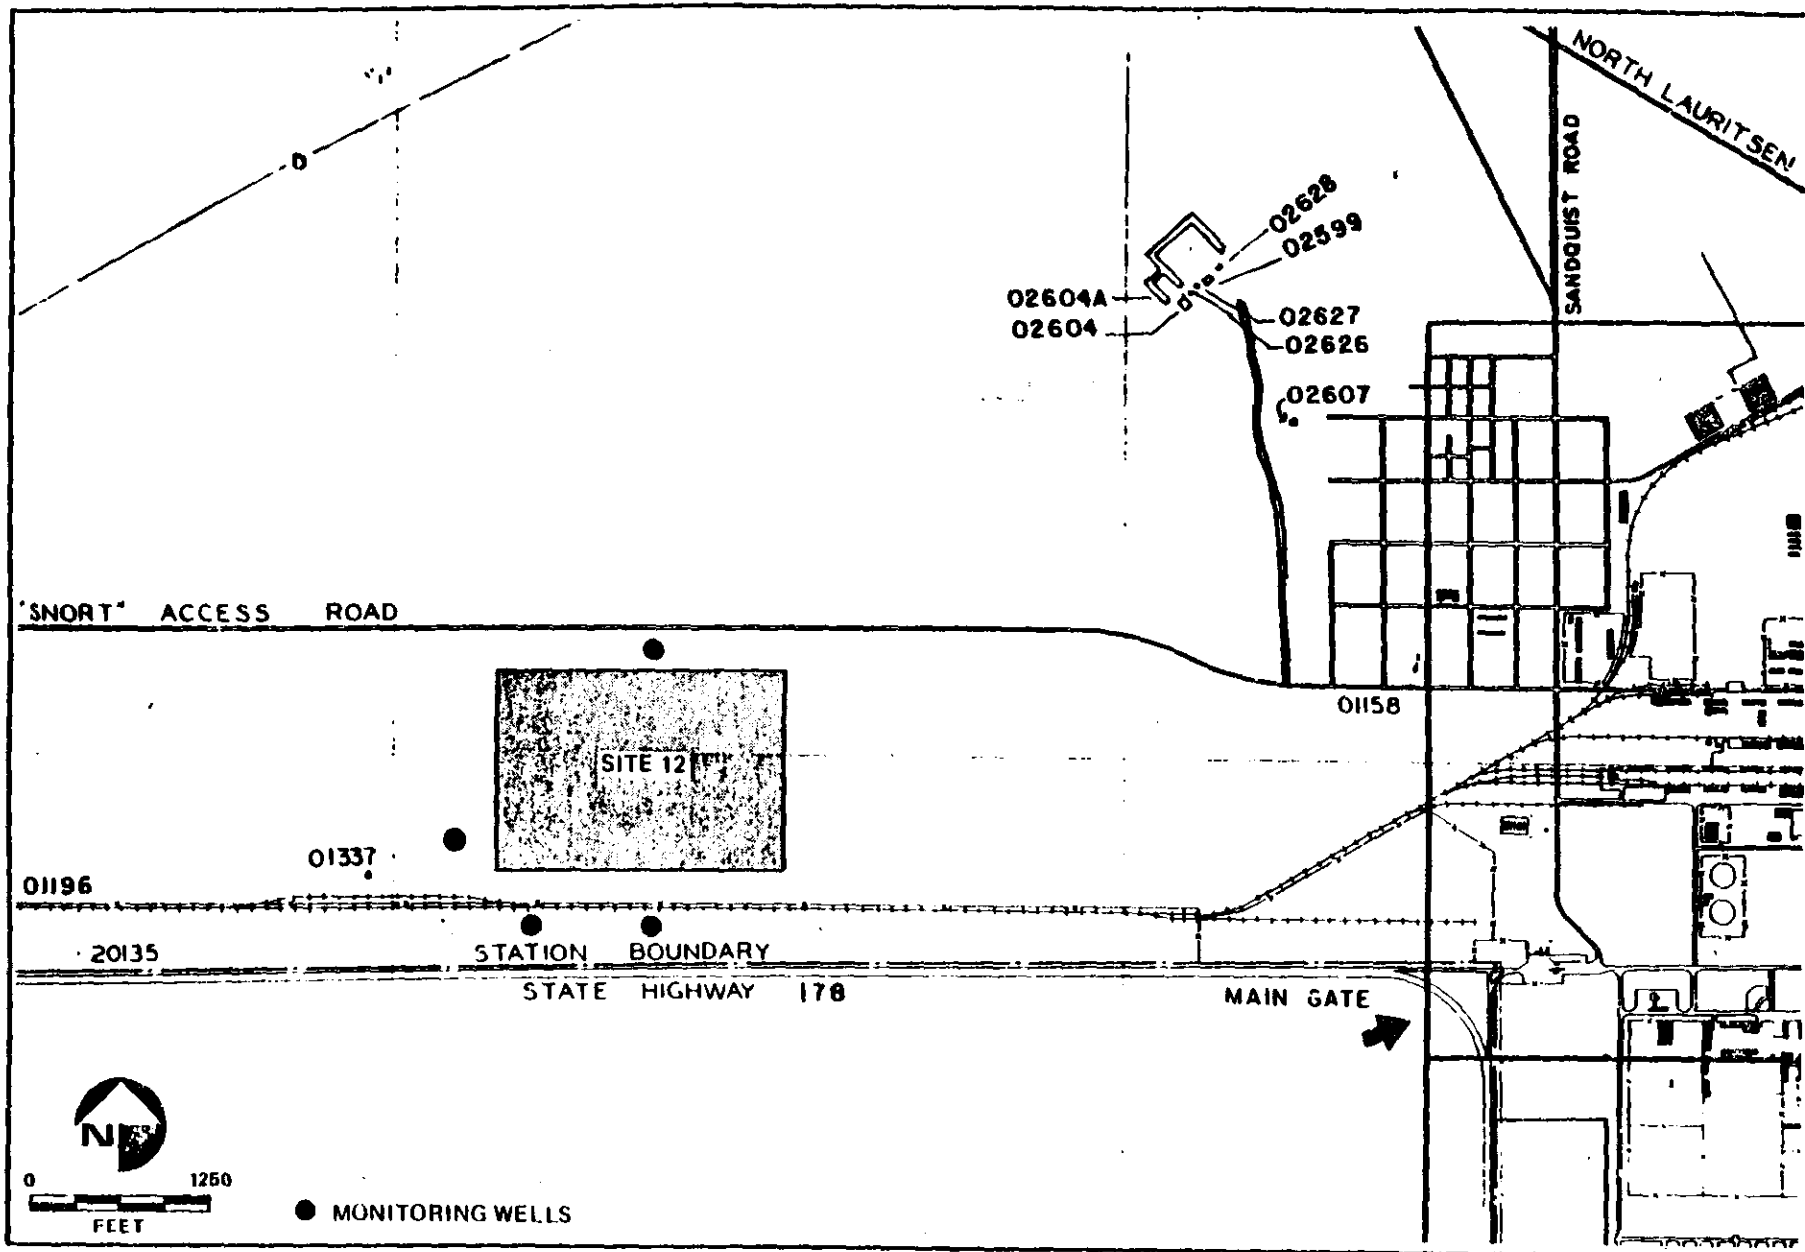 NORTH LAURITSEN
SANDQUIST ROAD
02628
02599
02604A
02604
02627
02626
02607
"SNORT" ACCESS ROAD
01158
SITE 12
01337
01196
20135
STATION BOUNDARY
STATE HIGHWAY 178
MAIN GATE
N
0 1250
FEET
MONITORING WELLS